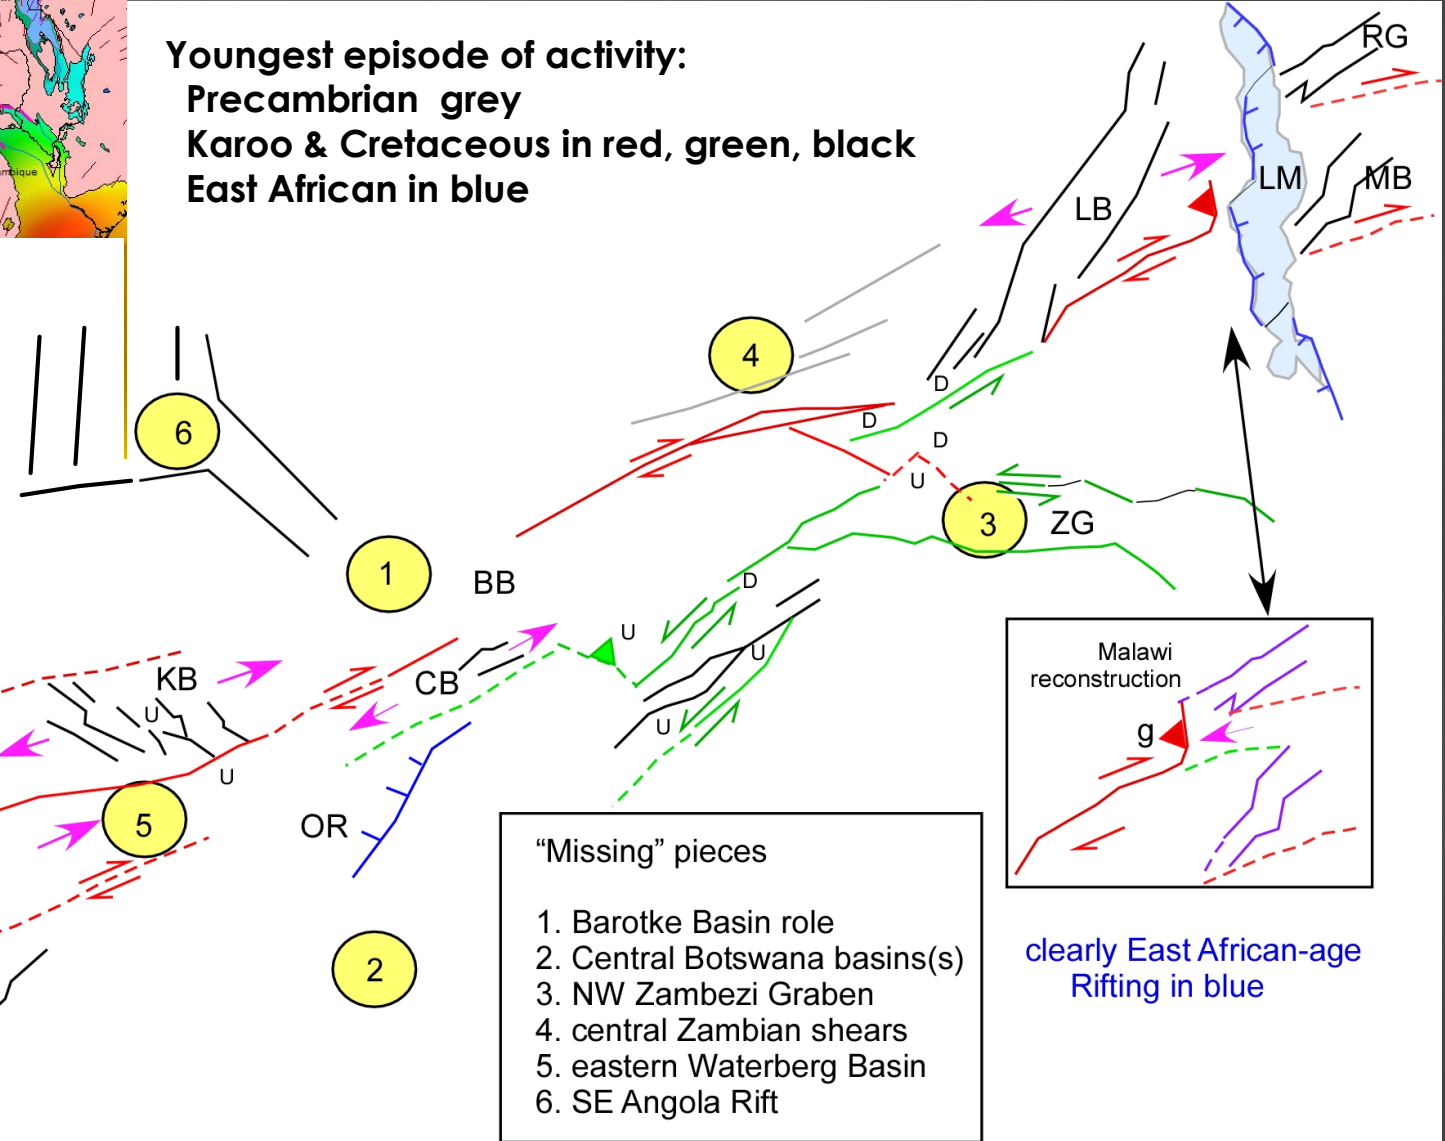 Youngest episode of activity:
Precambrian grey
Karoo & Cretaceous in red, green, black
East African in blue
mbique
RG
LM
MB
LB
4
D
D
D
U
6
3
ZG
1
BB
D
U
U
U
KB
CB
U
U
5
OR
2
Malawi
reconstruction
g
"Missing" pieces
1. Barotke Basin role
2. Central Botswana basins(s)
3. NW Zambezi Graben
4. central Zambian shears
5. eastern Waterberg Basin
6. SE Angola Rift
clearly East African-age
Rifting in blue